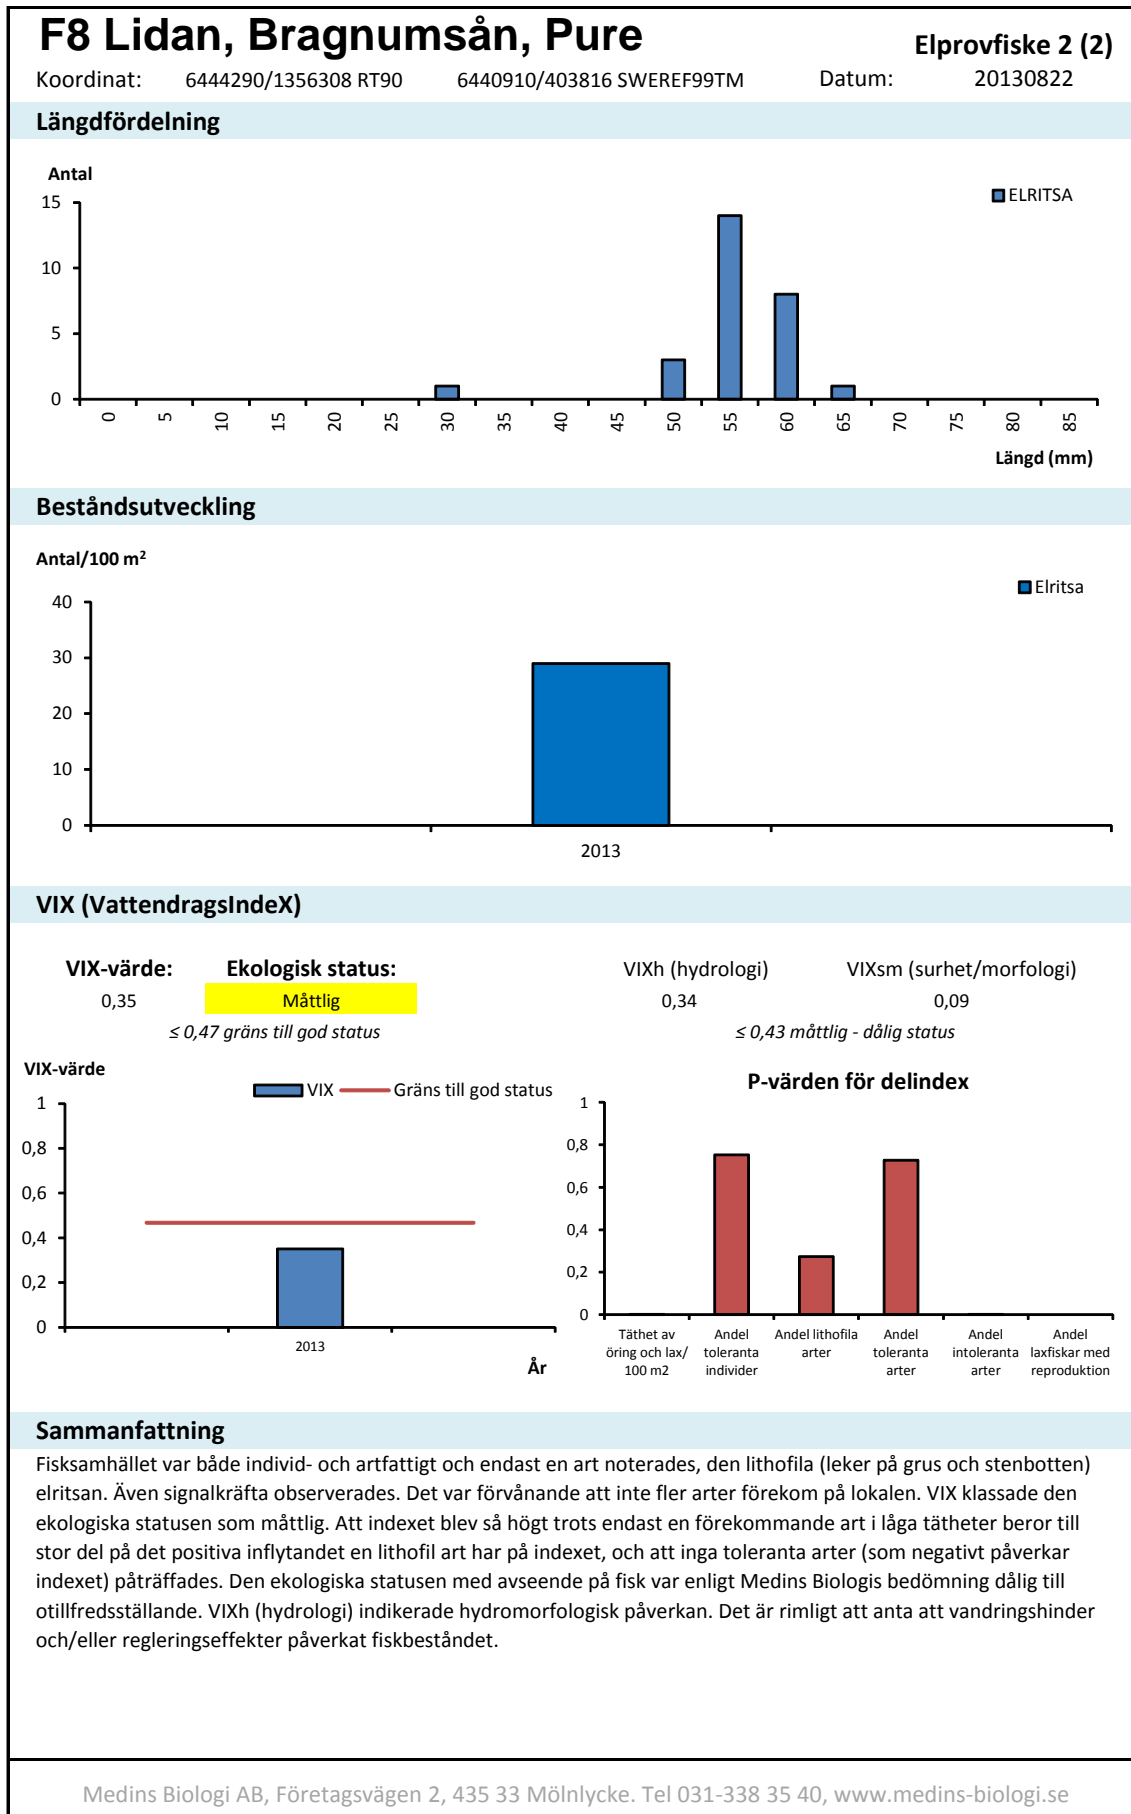 F8 Lidan, Bragnumsån, Pure
Elprovfiske 2 (2)
Koordinat: 6444290/1356308 RT90 6440910/403816 SWEREF99TM Datum: 20130822
Längdfördelning
Antal
ELRITSA
15
10
5
0
0 5 10 15 20 25 30 35 40 45 50 55 60 65 70 75 80 85
Längd (mm)
Beståndsutveckling
Antal/100 m²
Elritsa
40
30
20
10
0
2013
VIX (VattendragsIndeX)
VIX-värde: Ekologisk status: VIXh (hydrologi) VIXsm (surhet/morfologi)
0,35 Måttlig 0,34 0,09
≤ 0,47 gräns till god status ≤ 0,43 måttlig - dålig status
VIX-värde
VIX Gräns till god status
1
0,8
0,6
0,4
0,2
0
2013
År
P-värden för delindex
1
0,8
0,6
0,4
0,2
0
Täthet av öring och lax/ 100 m2
Andel toleranta individer
Andel lithofila arter
Andel toleranta arter
Andel intoleranta arter
Andel laxfiskar med reproduktion
Sammanfattning
Fisksamhället var både individ- och artfattigt och endast en art noterades, den lithofila (leker på grus och stenbotten)
elritsan. Även signalkräfta observerades. Det var förvånande att inte fler arter förekom på lokalen. VIX klassade den
ekologiska statusen som måttlig. Att indexet blev så högt trots endast en förekommande art i låga tätheter beror till
stor del på det positiva inflytandet en lithofil art har på indexet, och att inga toleranta arter (som negativt påverkar
indexet) påträffades. Den ekologiska statusen med avseende på fisk var enligt Medins Biologis bedömning dålig till
otillfredsställande. VIXh (hydrologi) indikerade hydromorfologisk påverkan. Det är rimligt att anta att vandringshinder
och/eller regleringseffekter påverkat fiskbeståndet.
Medins Biologi AB, Företagsvägen 2, 435 33 Mölnlycke. Tel 031-338 35 40, www.medins-biologi.se